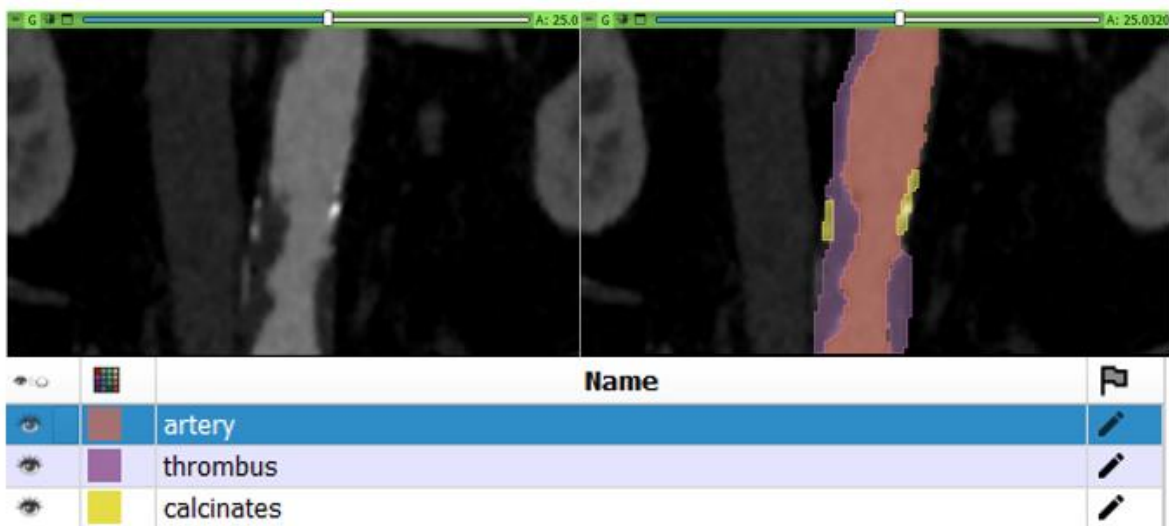 G A: 25.0 G A: 25.0320
Name
artery
thrombus
calcinates